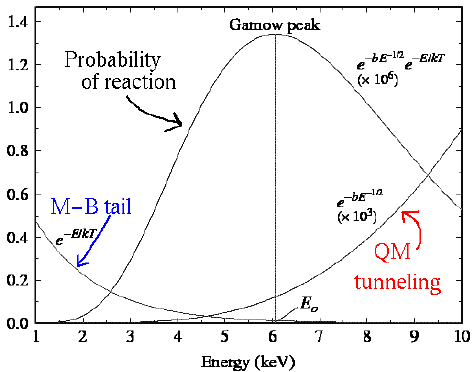 Gamow peak
1.4
1.2
1.0
0.8
0.6
0.4
0.2
0.0
Probability
of reaction
e^{-bE^{-1/2}} e^{-E/kT}
(× 10^6)
M-B tail
e^{-E/kT}
e^{-bE^{-1/2}}
(× 10^3)
QM
tunneling
E_o
1 2 3 4 5 6 7 8 9 10
Energy (keV)